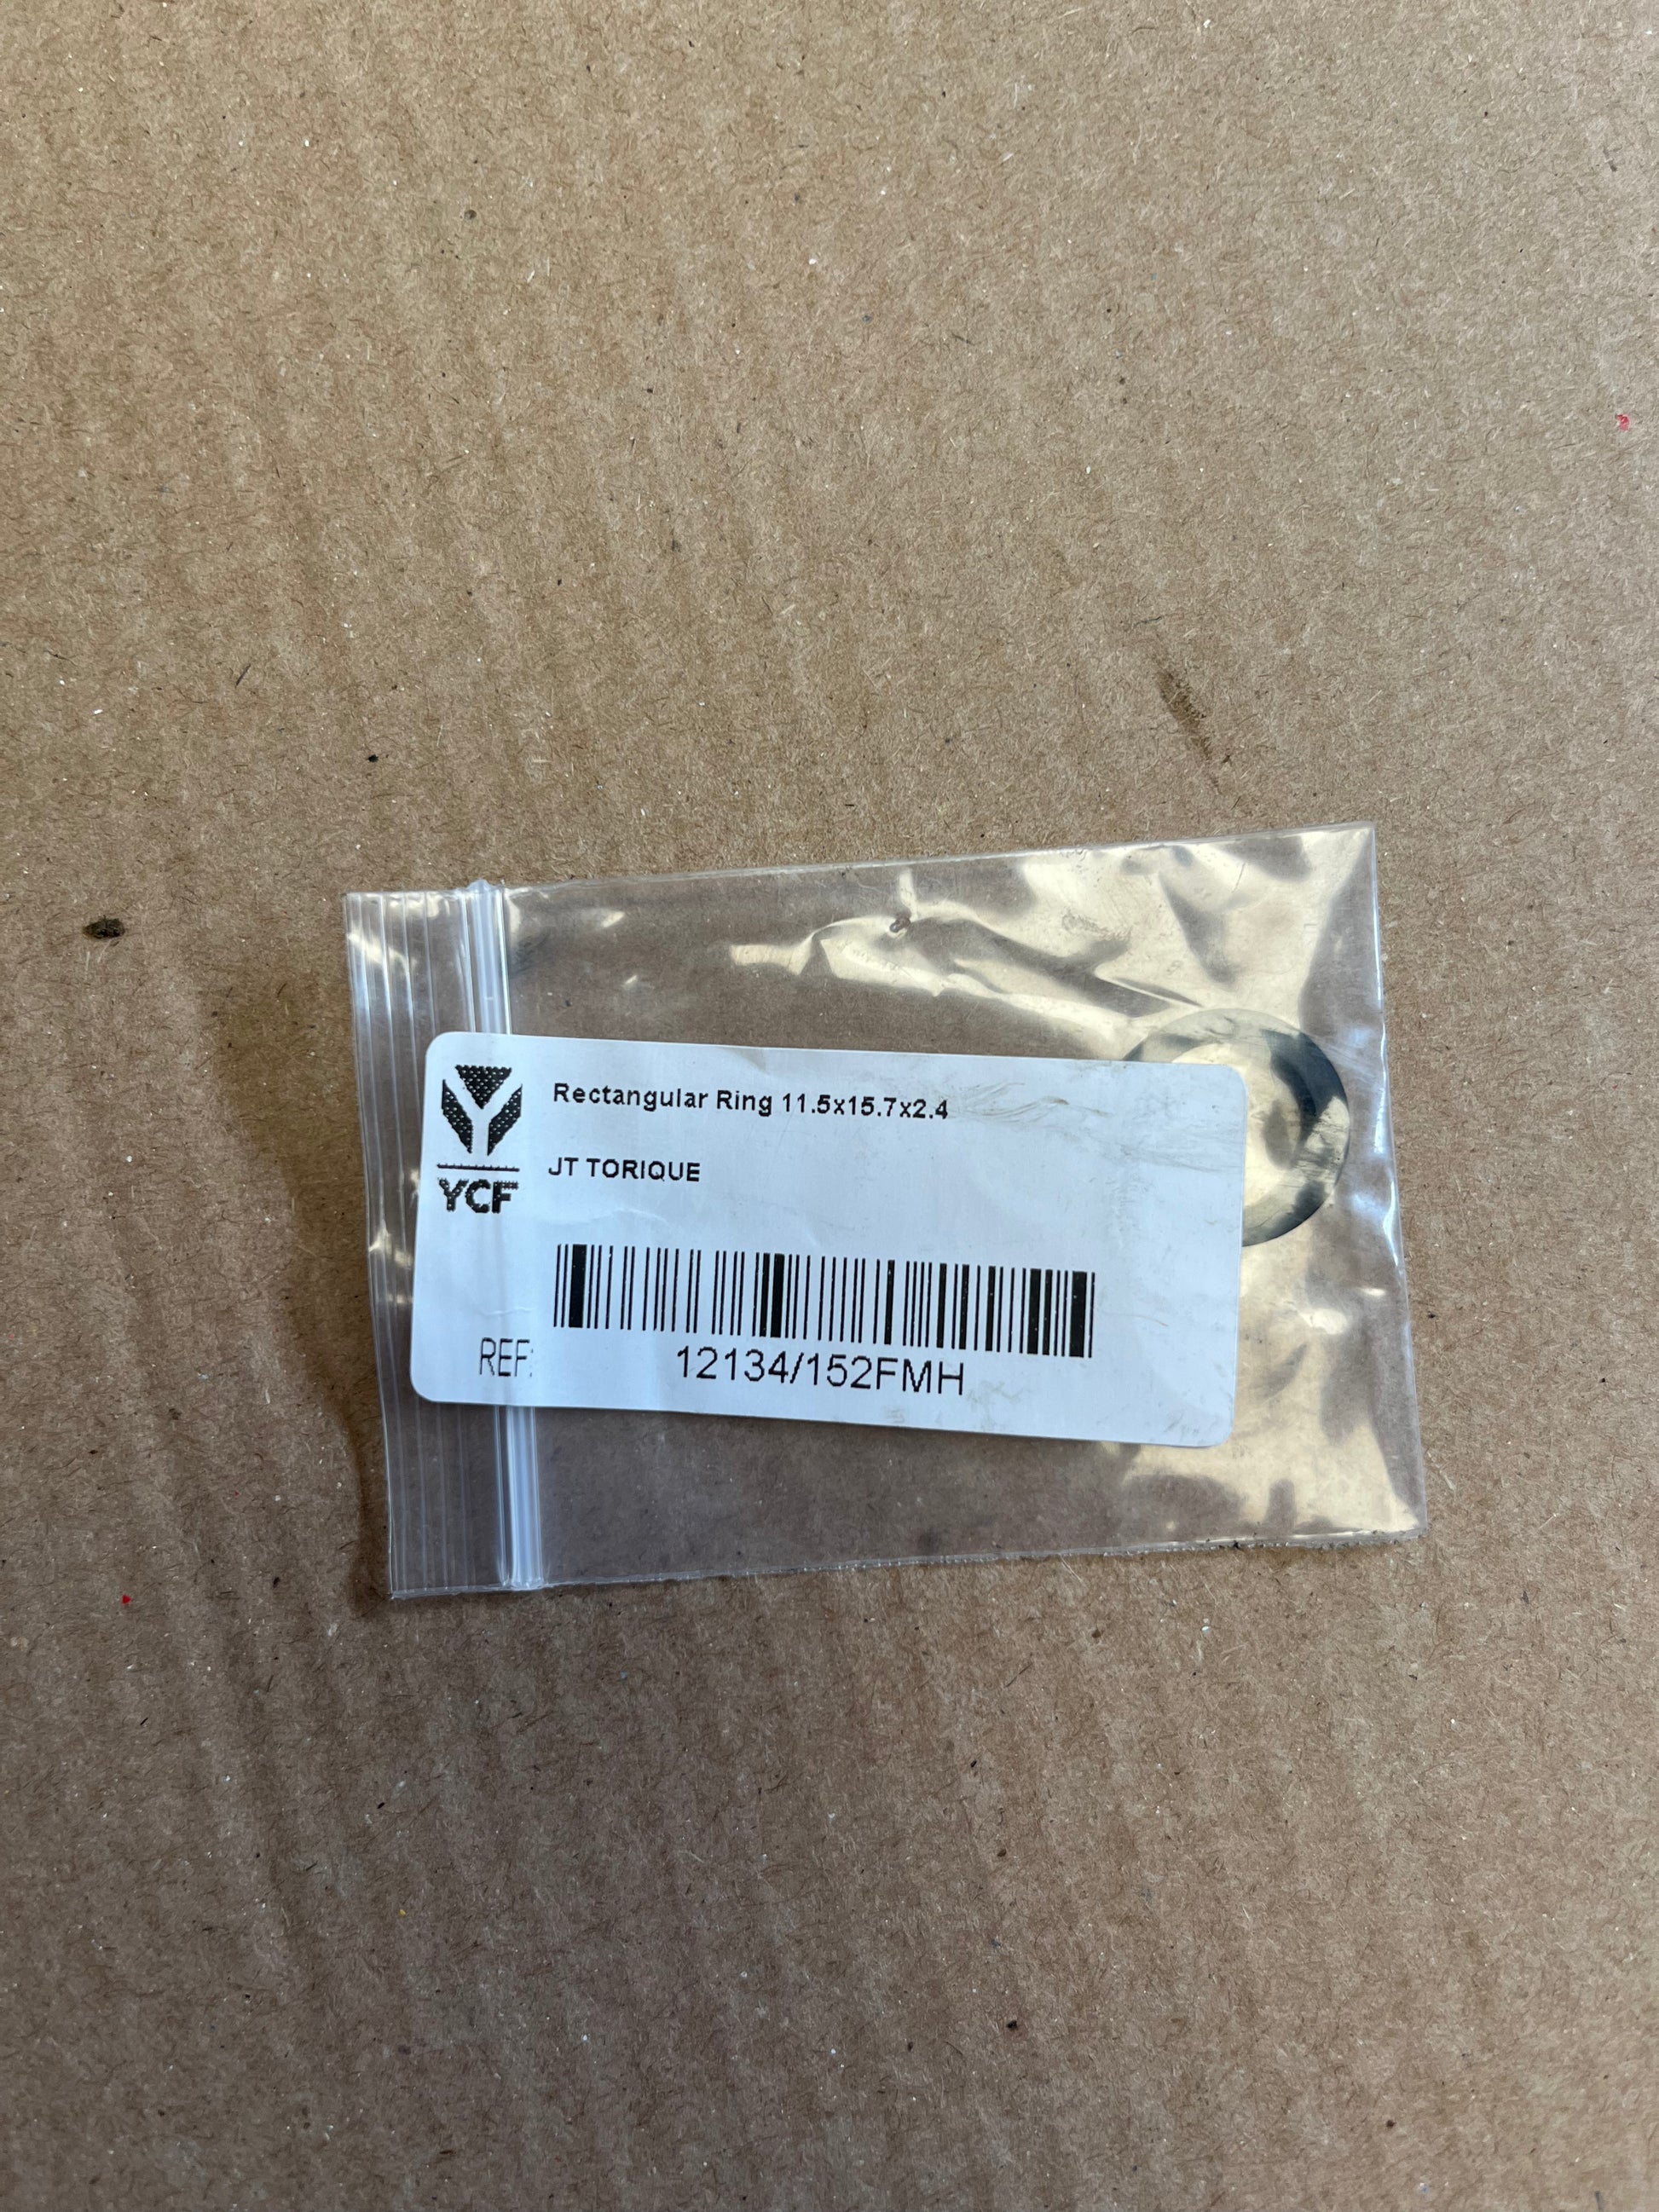 Rectangular Ring 11.5x15.7x2.4
JT TORIQUE
YCF
REF: 12134/152FMH